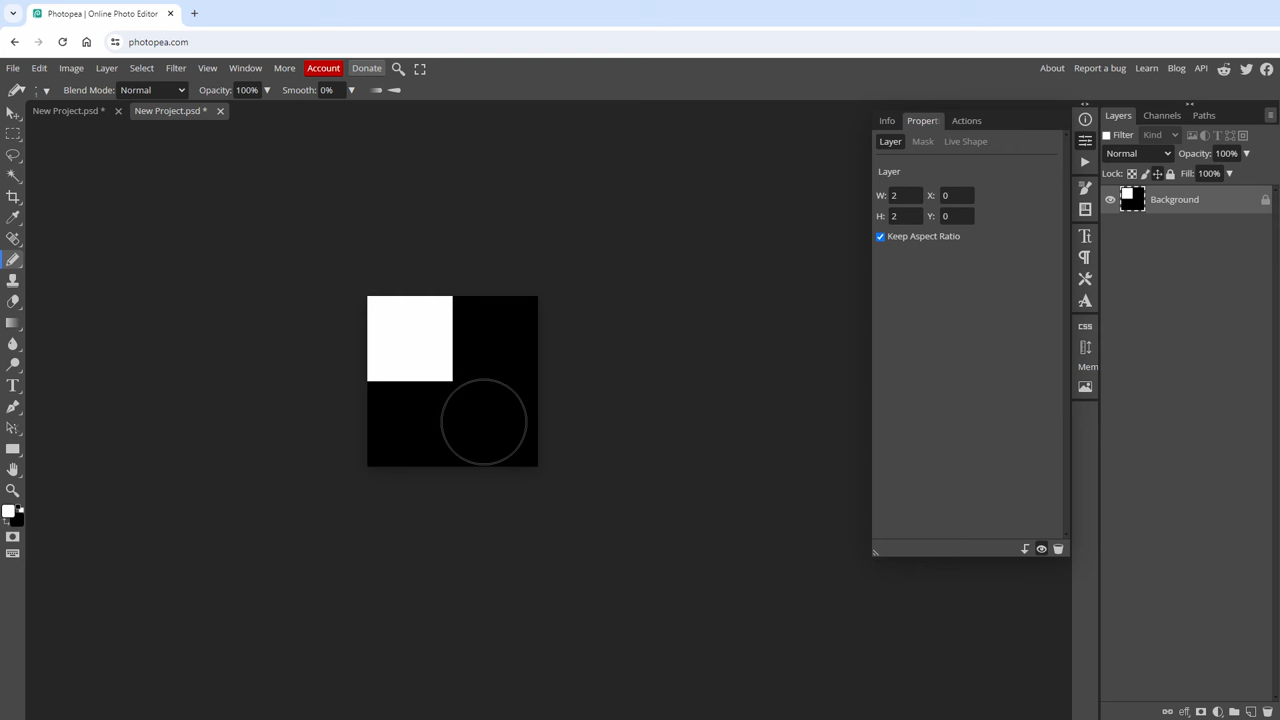 Photopea | Online Photo Editor
photopea.com
File Edit Image Layer Select Filter View Window More Account Donate About Report a bug Learn Blog API
1 Blend Mode: Normal Opacity: 100% Smooth: 0%
New Project.psd * New Project.psd *
Info Propert Actions
Layer Mask Live Shape
Layer
W: 2 X: 0
H: 2 Y: 0
Keep Aspect Ratio
CSS
Mem
Layers Channels Paths
Filter Kind
Normal Opacity: 100%
Lock: Fill: 100%
Background
eff